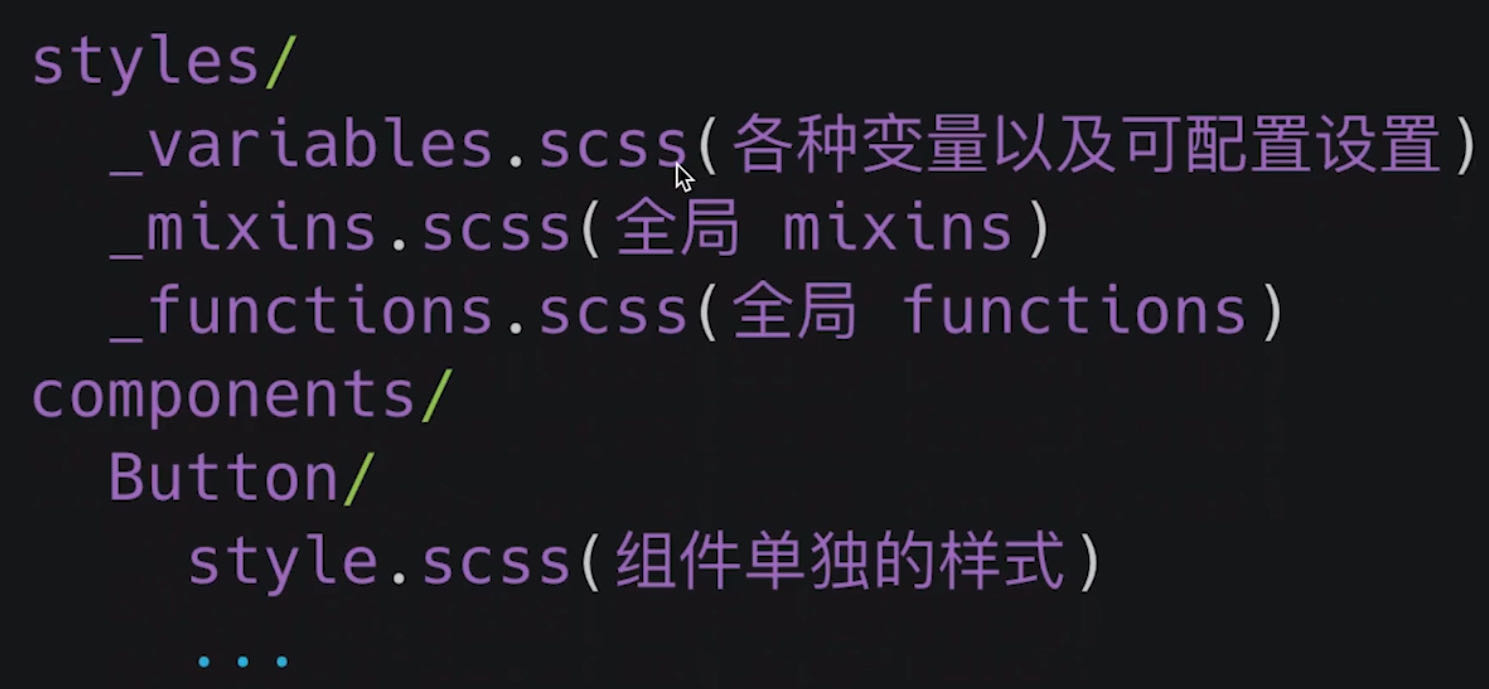 styles/
  _variables.scss(各种变量以及可配置设置)
  _mixins.scss(全局 mixins)
  _functions.scss(全局 functions)
components/
  Button/
    style.scss(组件单独的样式)
    ...